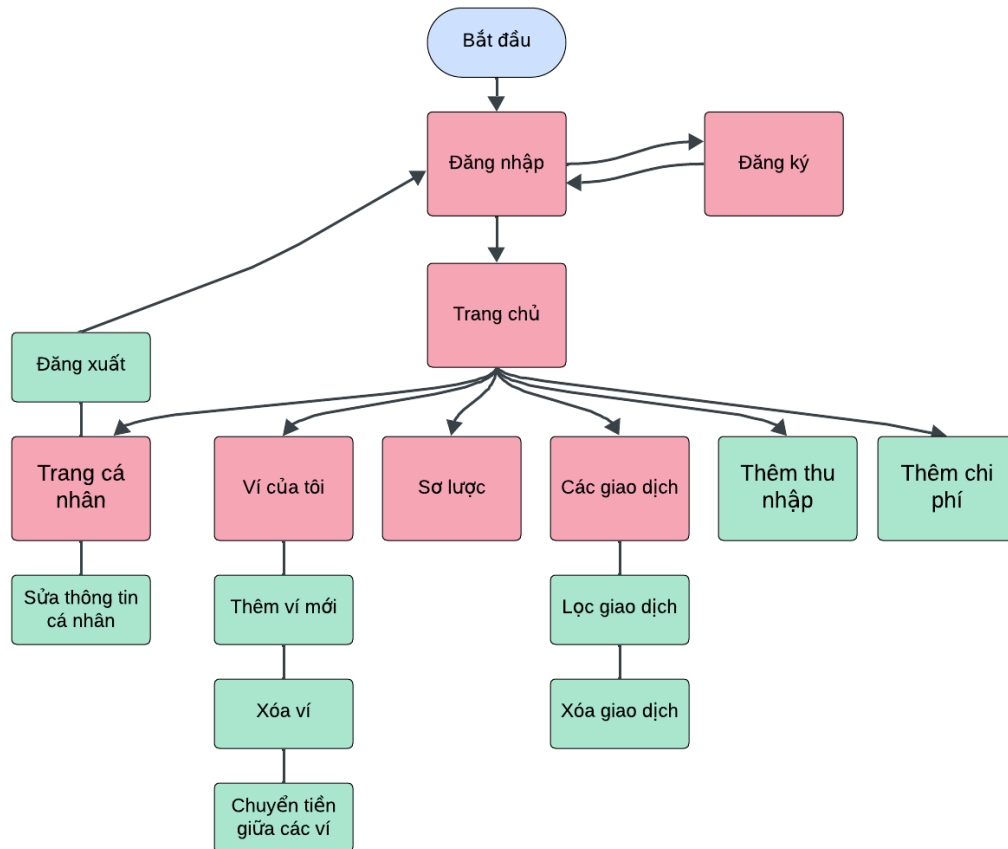 Bắt đầu
Đăng nhập
Đăng ký
Trang chủ
Đăng xuất
Trang cá
nhân
Ví của tôi
Sơ lược
Các giao dịch
Thêm thu
nhập
Thêm chi
phí
Sửa thông tin
cá nhân
Thêm ví mới
Lọc giao dịch
Xóa ví
Xóa giao dịch
Chuyển tiền
giữa các ví